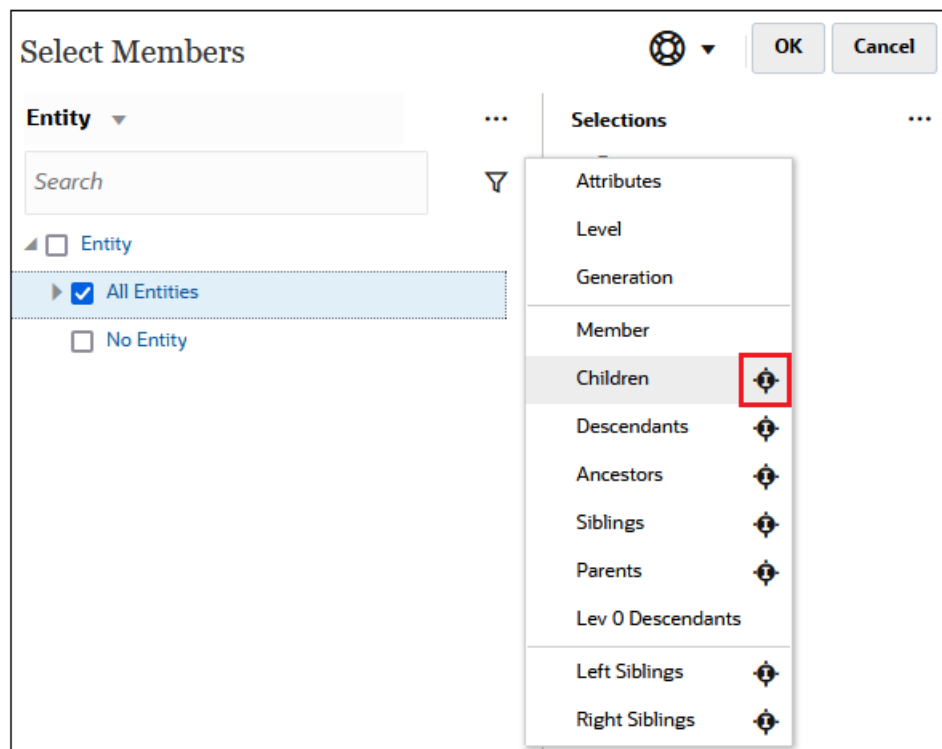 Select Members
OK
Cancel
Entity
Selections
Search
Entity
All Entities
No Entity
Attributes
Level
Generation
Member
Children
Descendants
Ancestors
Siblings
Parents
Lev 0 Descendants
Left Siblings
Right Siblings